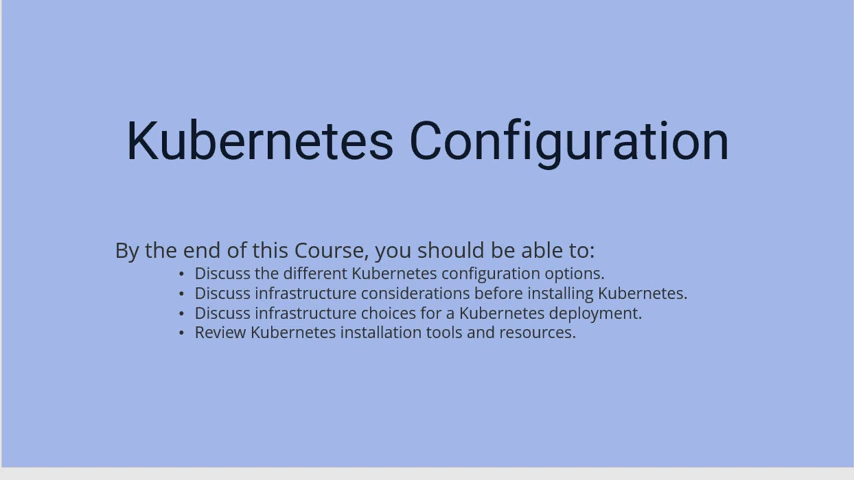 Kubernetes Configuration
By the end of this Course, you should be able to:
• Discuss the different Kubernetes configuration options.
• Discuss infrastructure considerations before installing Kubernetes.
• Discuss infrastructure choices for a Kubernetes deployment.
• Review Kubernetes installation tools and resources.